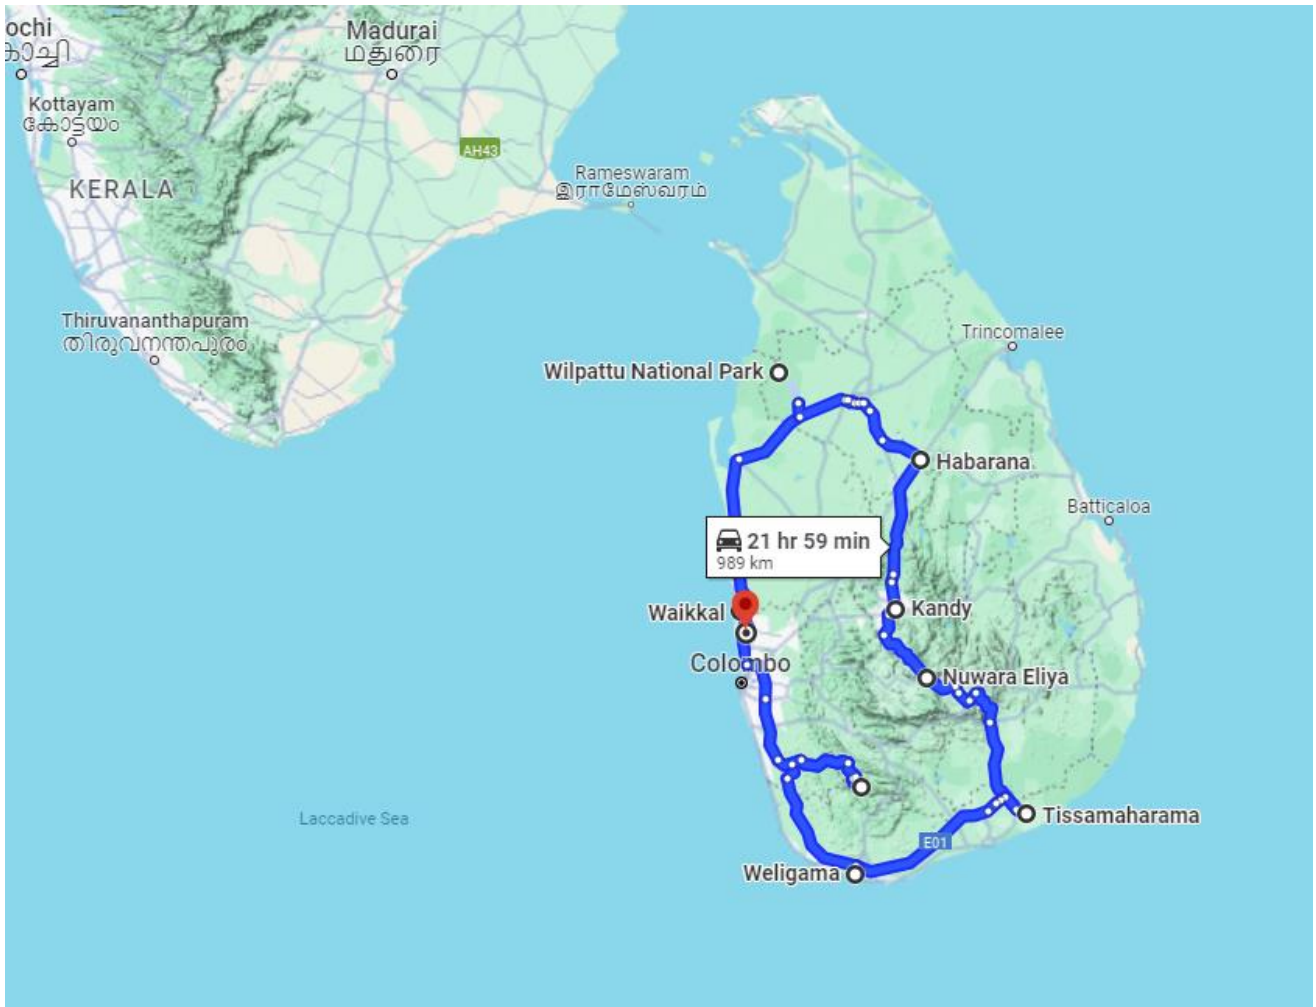 ochi
കൊച്ചി
Madurai
மதுரை
Kottayam
കോട്ടയം
AH43
KERALA
Rameswaram
இராமேஸ்வரம்
Thiruvananthapuram
തിരുവനന്തപുരം
Trincomalee
Wilpattu National Park
Habarana
Batticaloa
21 hr 59 min
989 km
Waikkal
Kandy
Colombo
Nuwara Eliya
Laccadive Sea
Tissamaharama
E01
Weligama